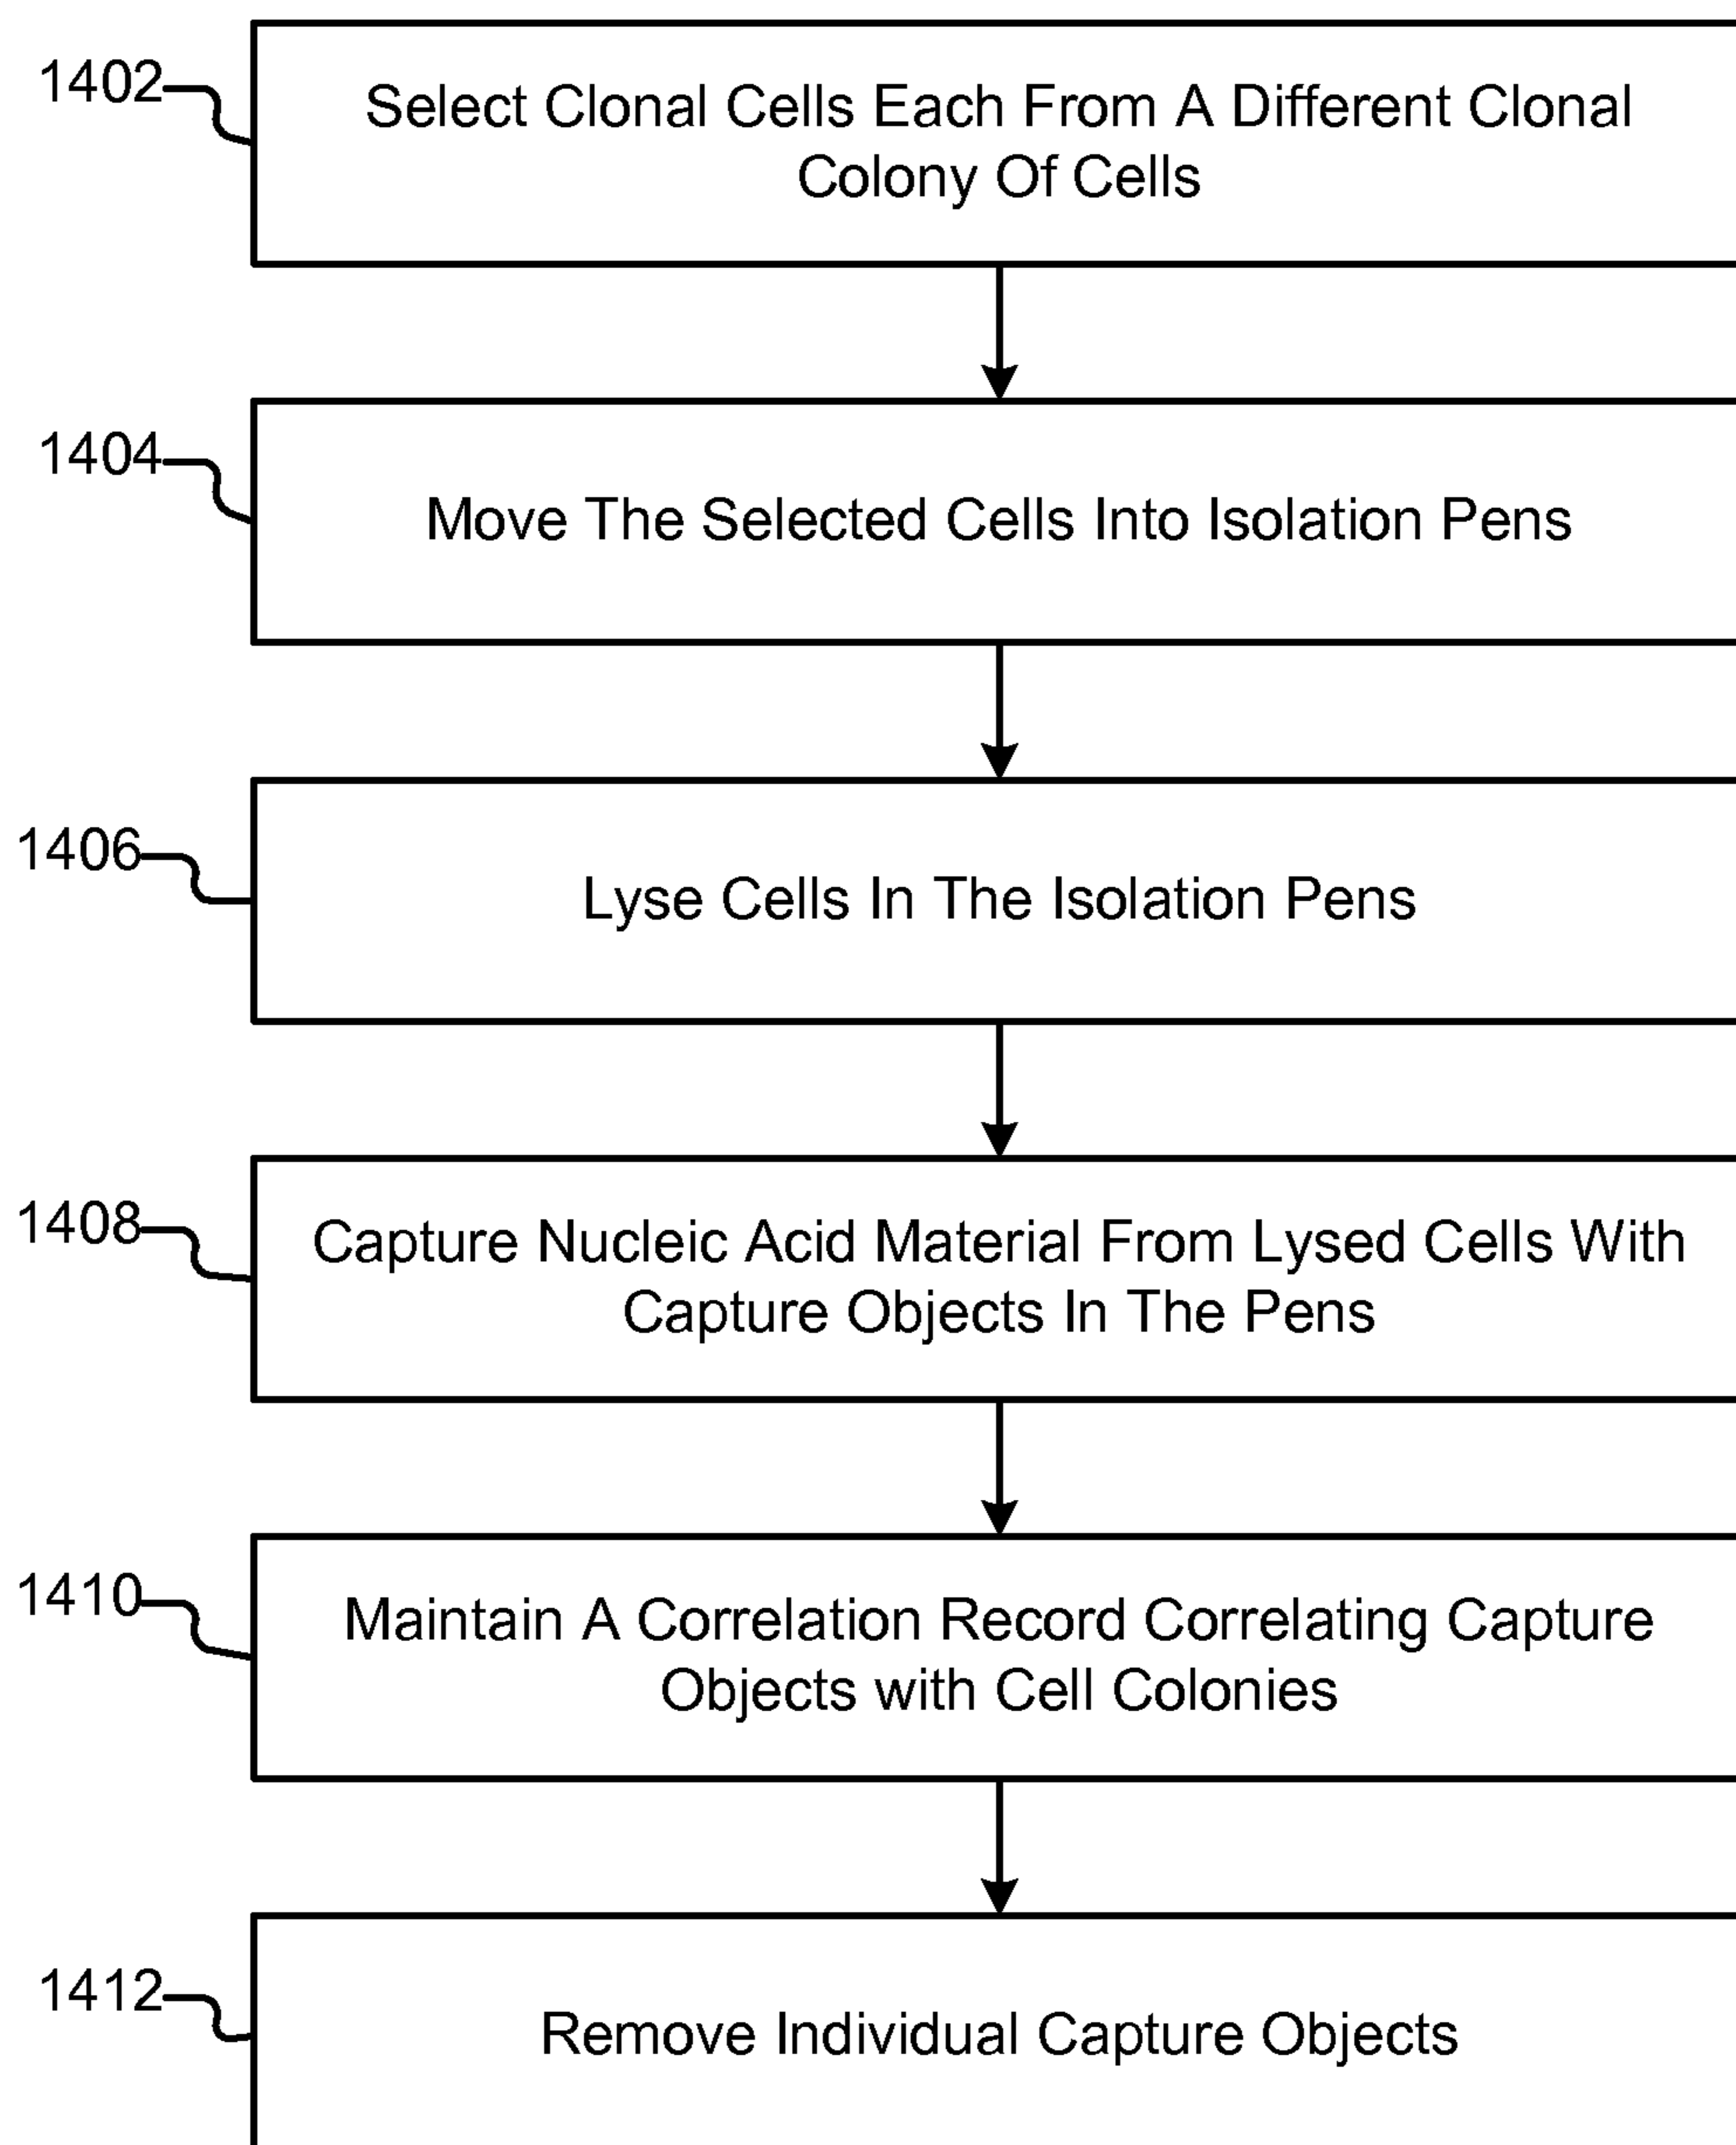 1402
Select Clonal Cells Each From A Different Clonal
Colony Of Cells
1404
Move The Selected Cells Into Isolation Pens
1406
Lyse Cells In The Isolation Pens
1408
Capture Nucleic Acid Material From Lysed Cells With
Capture Objects In The Pens
1410
Maintain A Correlation Record Correlating Capture
Objects with Cell Colonies
1412
Remove Individual Capture Objects